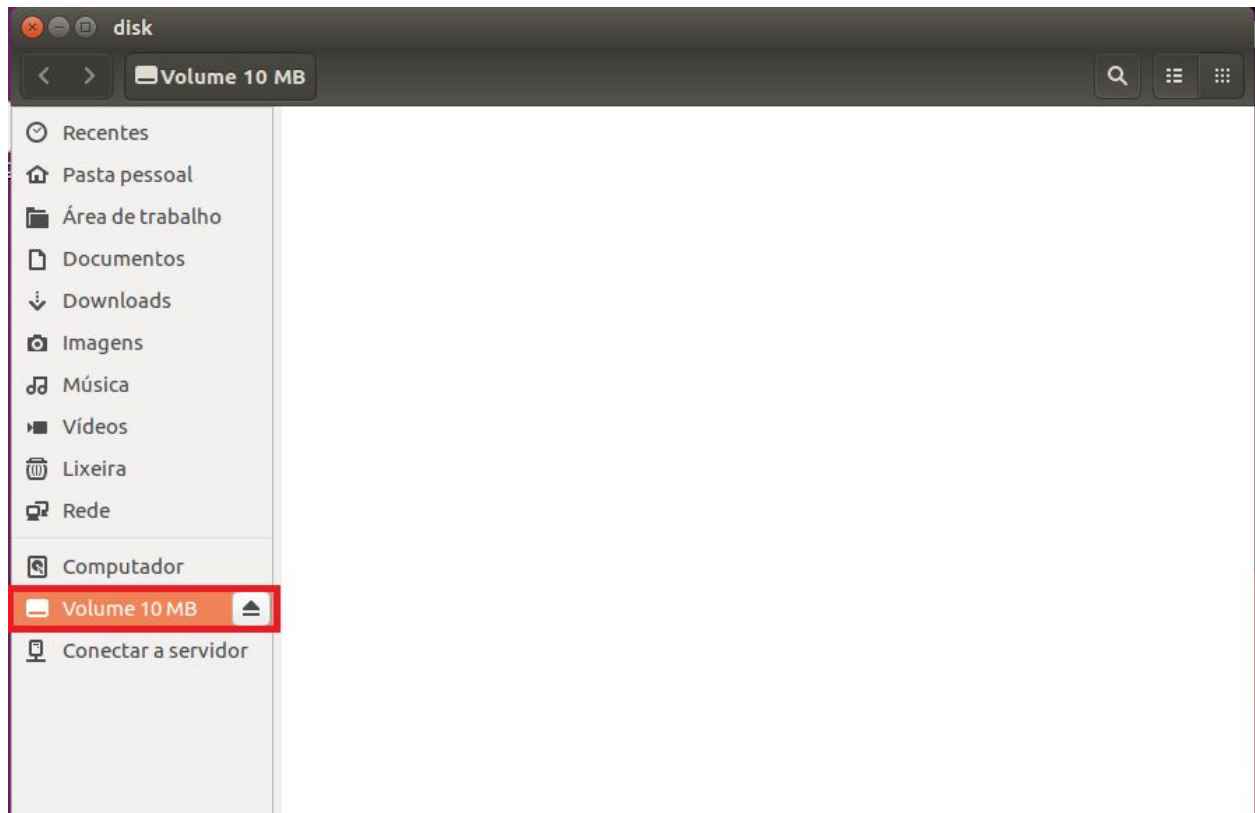 disk
Volume 10 MB
Recentes
Pasta pessoal
Área de trabalho
Documentos
Downloads
Imagens
Música
Vídeos
Lixeira
Rede
Computador
Volume 10 MB
Conectar a servidor